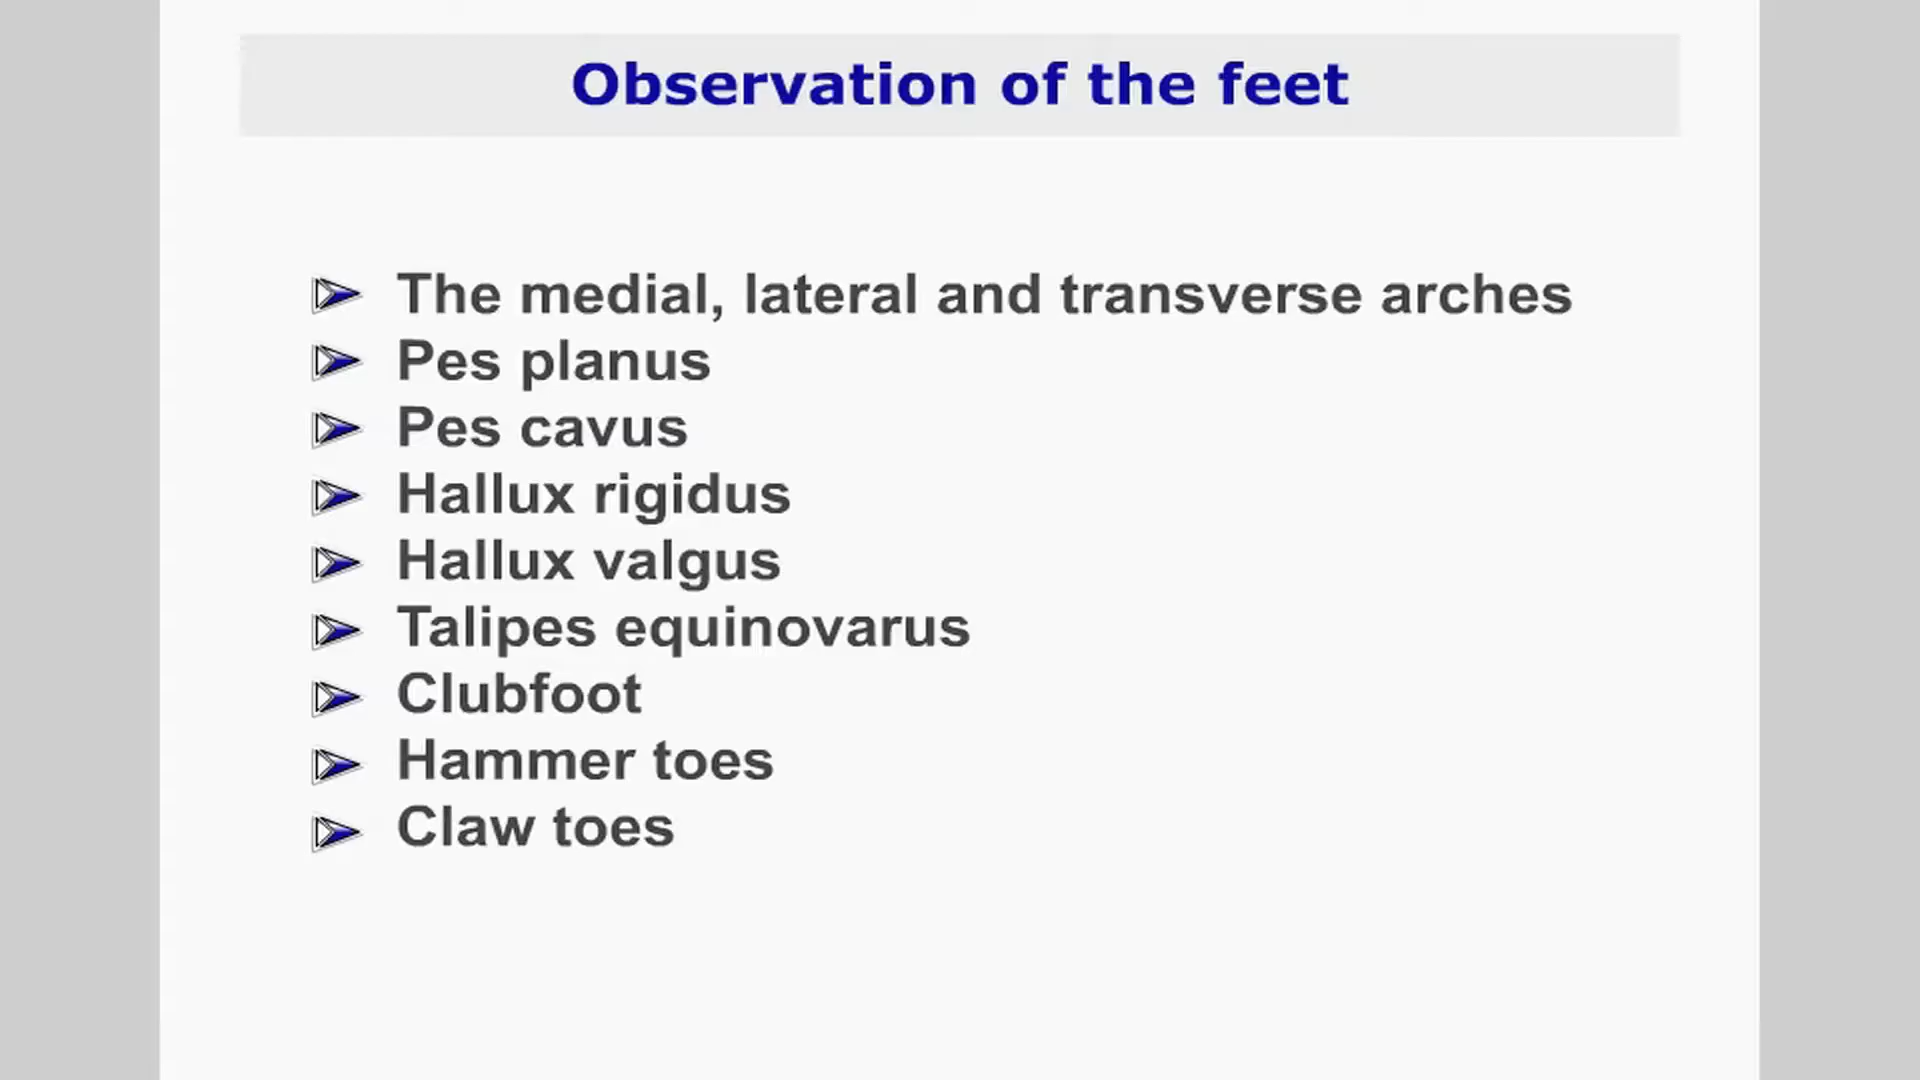 Observation of the feet
The medial, lateral and transverse arches
Pes planus
Pes cavus
Hallux rigidus
Hallux valgus
Talipes equinovarus
Clubfoot
Hammer toes
Claw toes